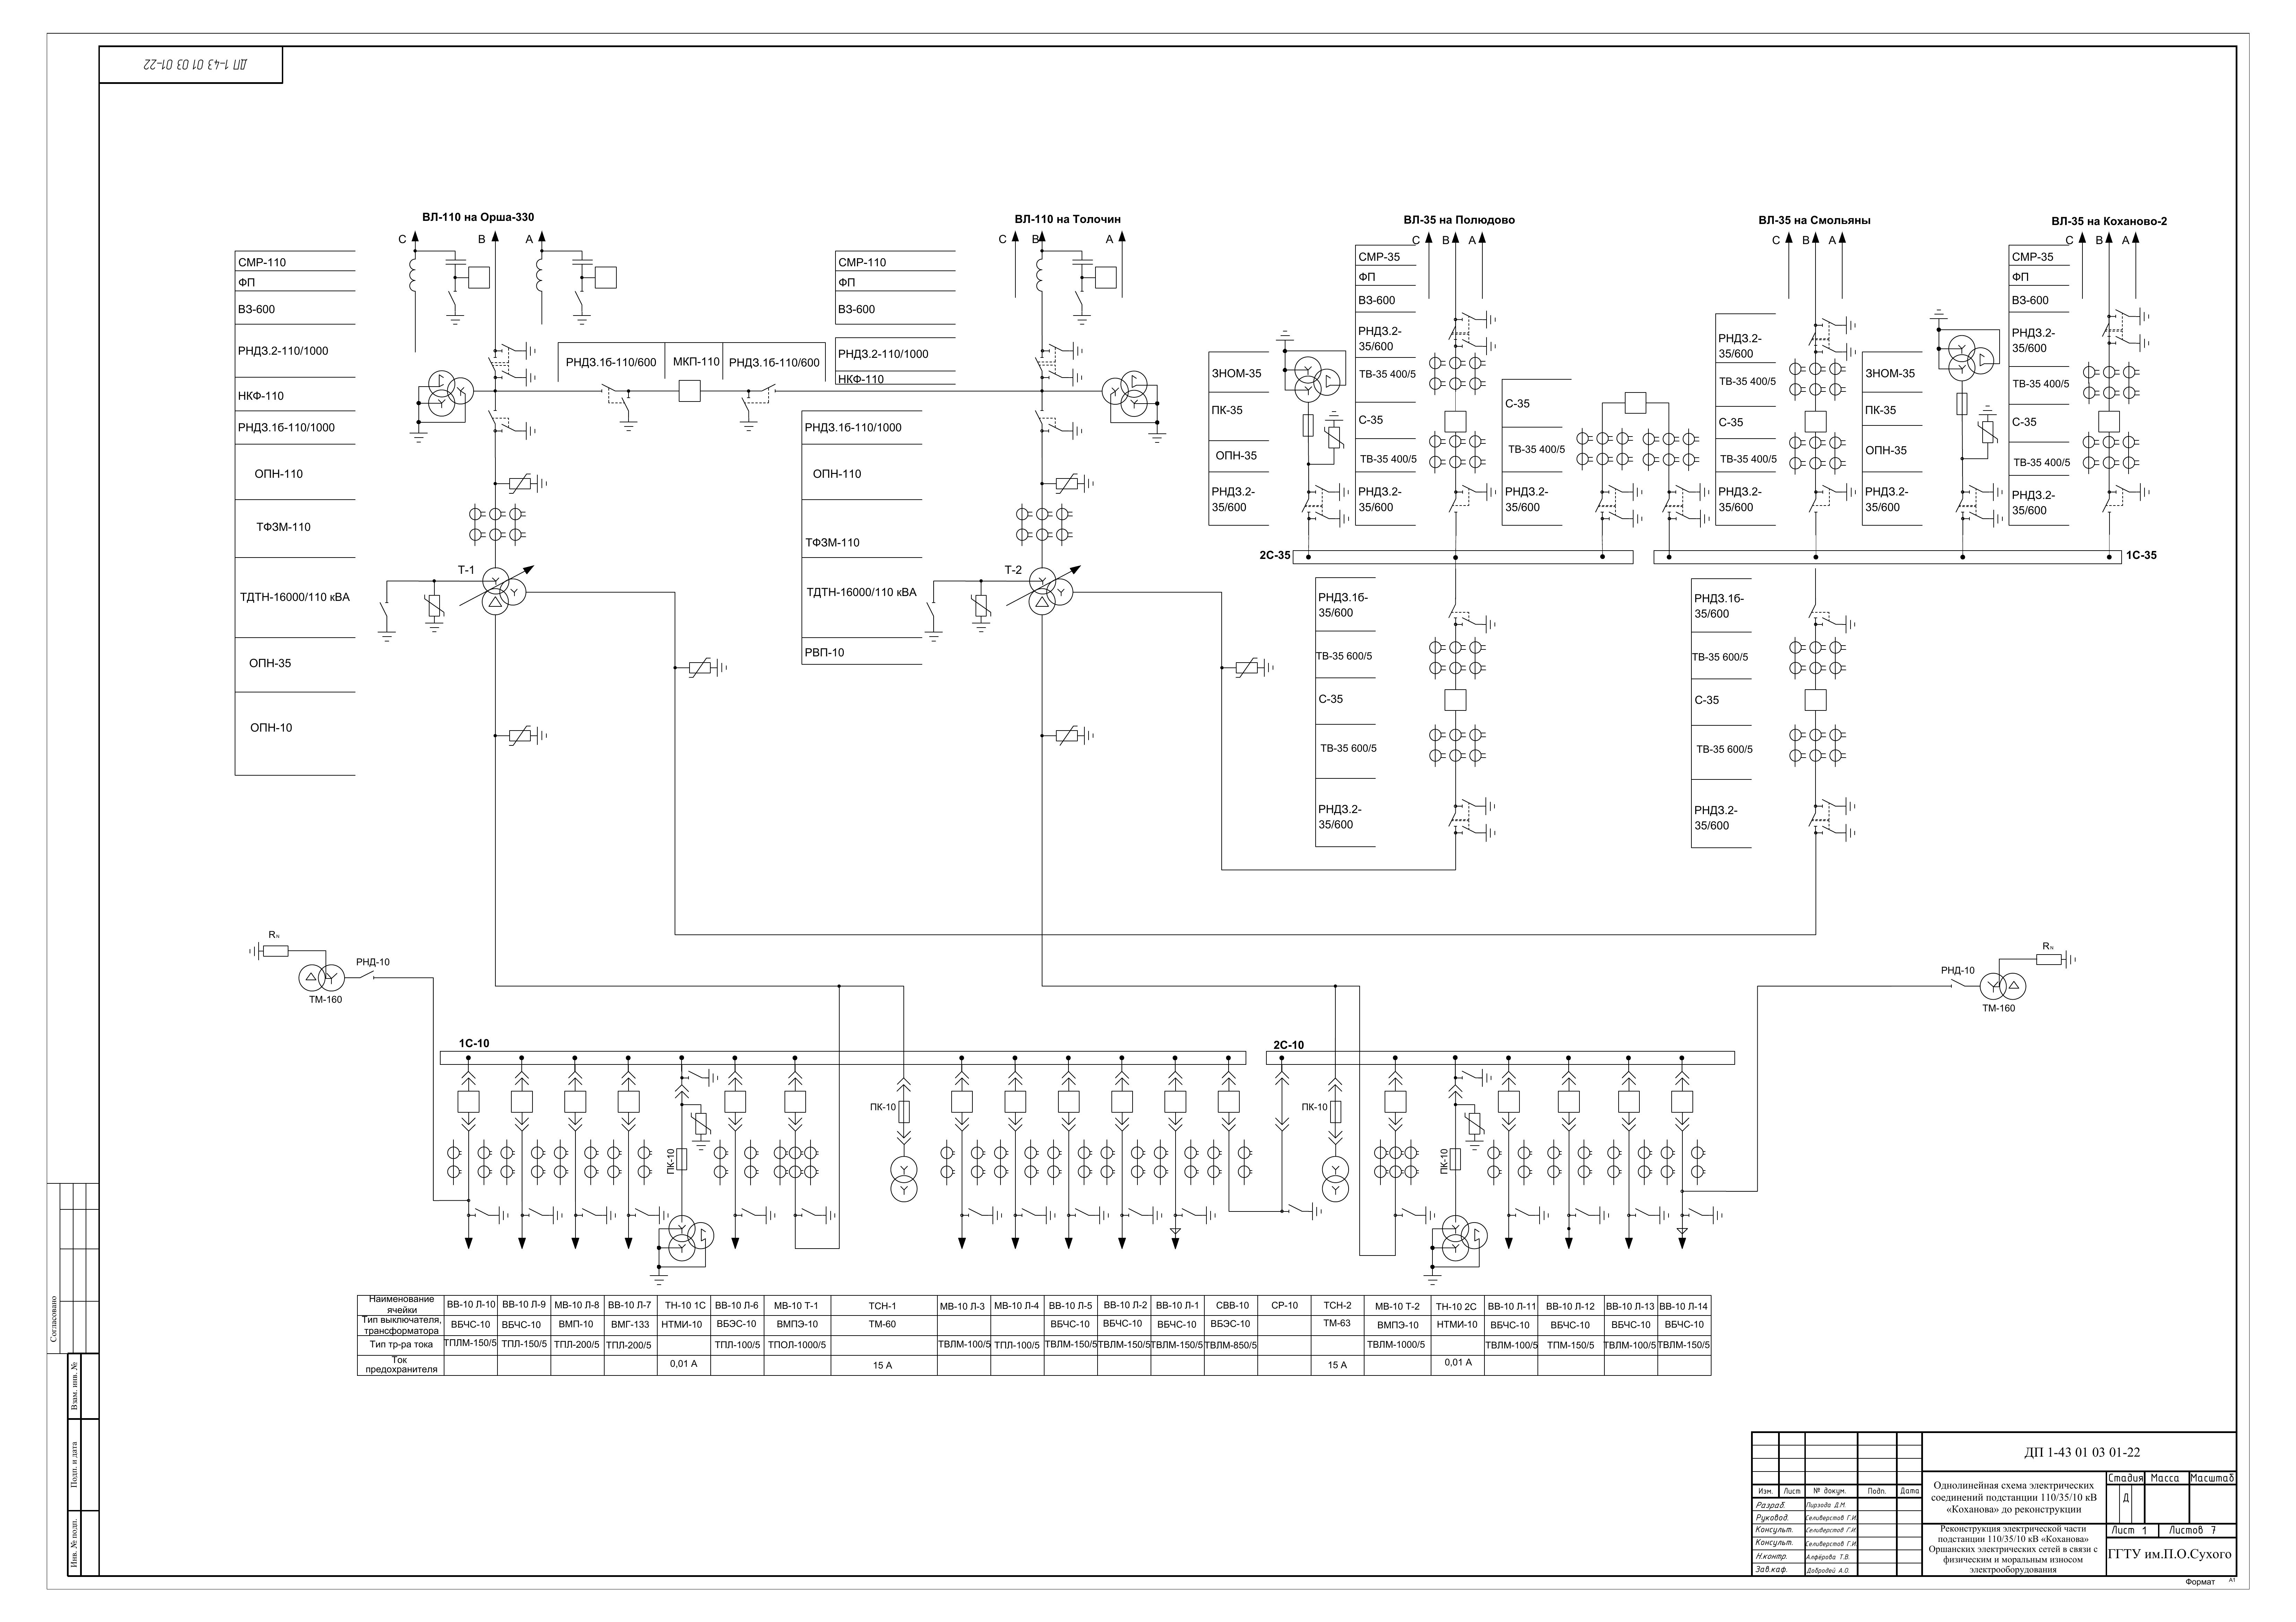 ДП 1-43 01 03 01-22
ВЛ-110 на Орша-330
C
B
A
СМР-110
ФП
ВЗ-600
РНДЗ.2-110/1000
НКФ-110
РНДЗ.1б-110/1000
ОПН-110
ТФЗМ-110
ТДТН-16000/110 кВА
ОПН-35
ОПН-10
Т-1
РНДЗ.1б-110/600
МКП-110
РНДЗ.1б-110/600
ВЛ-110 на Толочин
C
B
A
СМР-110
ФП
ВЗ-600
РНДЗ.2-110/1000
НКФ-110
РНДЗ.1б-110/1000
ОПН-110
ТФЗМ-110
ТДТН-16000/110 кВА
РВП-10
Т-2
ЗНОМ-35
ПК-35
ОПН-35
РНДЗ.2-
35/600
ВЛ-35 на Полюдово
C
B
A
СМР-35
ФП
ВЗ-600
РНДЗ.2-
35/600
ТВ-35 400/5
С-35
ТВ-35 400/5
РНДЗ.2-
35/600
С-35
ТВ-35 400/5
РНДЗ.2-
35/600
ВЛ-35 на Смольяны
C
B
A
РНДЗ.2-
35/600
ТВ-35 400/5
С-35
ТВ-35 400/5
РНДЗ.2-
35/600
ЗНОМ-35
ПК-35
ОПН-35
РНДЗ.2-
35/600
ВЛ-35 на Коханово-2
C
B
A
СМР-35
ФП
ВЗ-600
РНДЗ.2-
35/600
ТВ-35 400/5
С-35
ТВ-35 400/5
РНДЗ.2-
35/600
2С-35
1С-35
РНДЗ.1б-
35/600
ТВ-35 600/5
С-35
ТВ-35 600/5
РНДЗ.2-
35/600
РНДЗ.1б-
35/600
ТВ-35 600/5
С-35
ТВ-35 600/5
РНДЗ.2-
35/600
RN
РНД-10
ТМ-160
RN
РНД-10
ТМ-160
1С-10
2С-10
ПК-10
ПК-10
ПК-10
ПК-10
Наименование
ячейки
ВВ-10 Л-10 ВВ-10 Л-9 МВ-10 Л-8 ВВ-10 Л-7 ТН-10 1С ВВ-10 Л-6 МВ-10 Т-1 ТСН-1 МВ-10 Л-3 МВ-10 Л-4 ВВ-10 Л-5 ВВ-10 Л-2 ВВ-10 Л-1 СВВ-10 СР-10 ТСН-2 МВ-10 Т-2 ТН-10 2С ВВ-10 Л-11 ВВ-10 Л-12 ВВ-10 Л-13 ВВ-10 Л-14
Тип выключателя,
трансформатора
ВБЧС-10 ВБЧС-10 ВМП-10 ВМГ-133 НТМИ-10 ВБЭС-10 ВМПЭ-10 ТМ-60 ВБЧС-10 ВБЧС-10 ВБЧС-10 ВБЭС-10 ТМ-63 ВМПЭ-10 НТМИ-10 ВБЧС-10 ВБЧС-10 ВБЧС-10 ВБЧС-10
Тип тр-ра тока
ТПЛМ-150/5 ТПЛ-150/5 ТПЛ-200/5 ТПЛ-200/5 ТПЛ-100/5 ТПОЛ-1000/5 ТВЛМ-100/5 ТПЛ-100/5 ТВЛМ-150/5 ТВЛМ-150/5 ТВЛМ-150/5 ТВЛМ-850/5 ТВЛМ-1000/5 ТВЛМ-100/5 ТПМ-150/5 ТВЛМ-100/5 ТВЛМ-150/5
Ток
предохранителя
0,01 А 15 А 15 А 0,01 А
Согласовано
Взам. инв. №
Подп. и дата
Инв. № подп.
ДП 1-43 01 03 01-22
Изм. Лист № докум. Подп. Дата
Разраб. Пирзода Д.М.
Руковод. Селиверстов Г.И.
Консульт. Селиверстов Г.И.
Консульт. Селиверстов Г.И.
Н.контр. Алфёрова Т.В.
Зав.каф. Добродей А.О.
Однолинейная схема электрических
соединений подстанции 110/35/10 кВ
«Коханова» до реконструкции
Стадия Масса Масштаб
Д
Лист 1 Листов 7
Реконструкция электрической части
подстанции 110/35/10 кВ «Коханова»
Оршанских электрических сетей в связи с
физическим и моральным износом
электрооборудования
ГГТУ им.П.О.Сухого
Формат А1